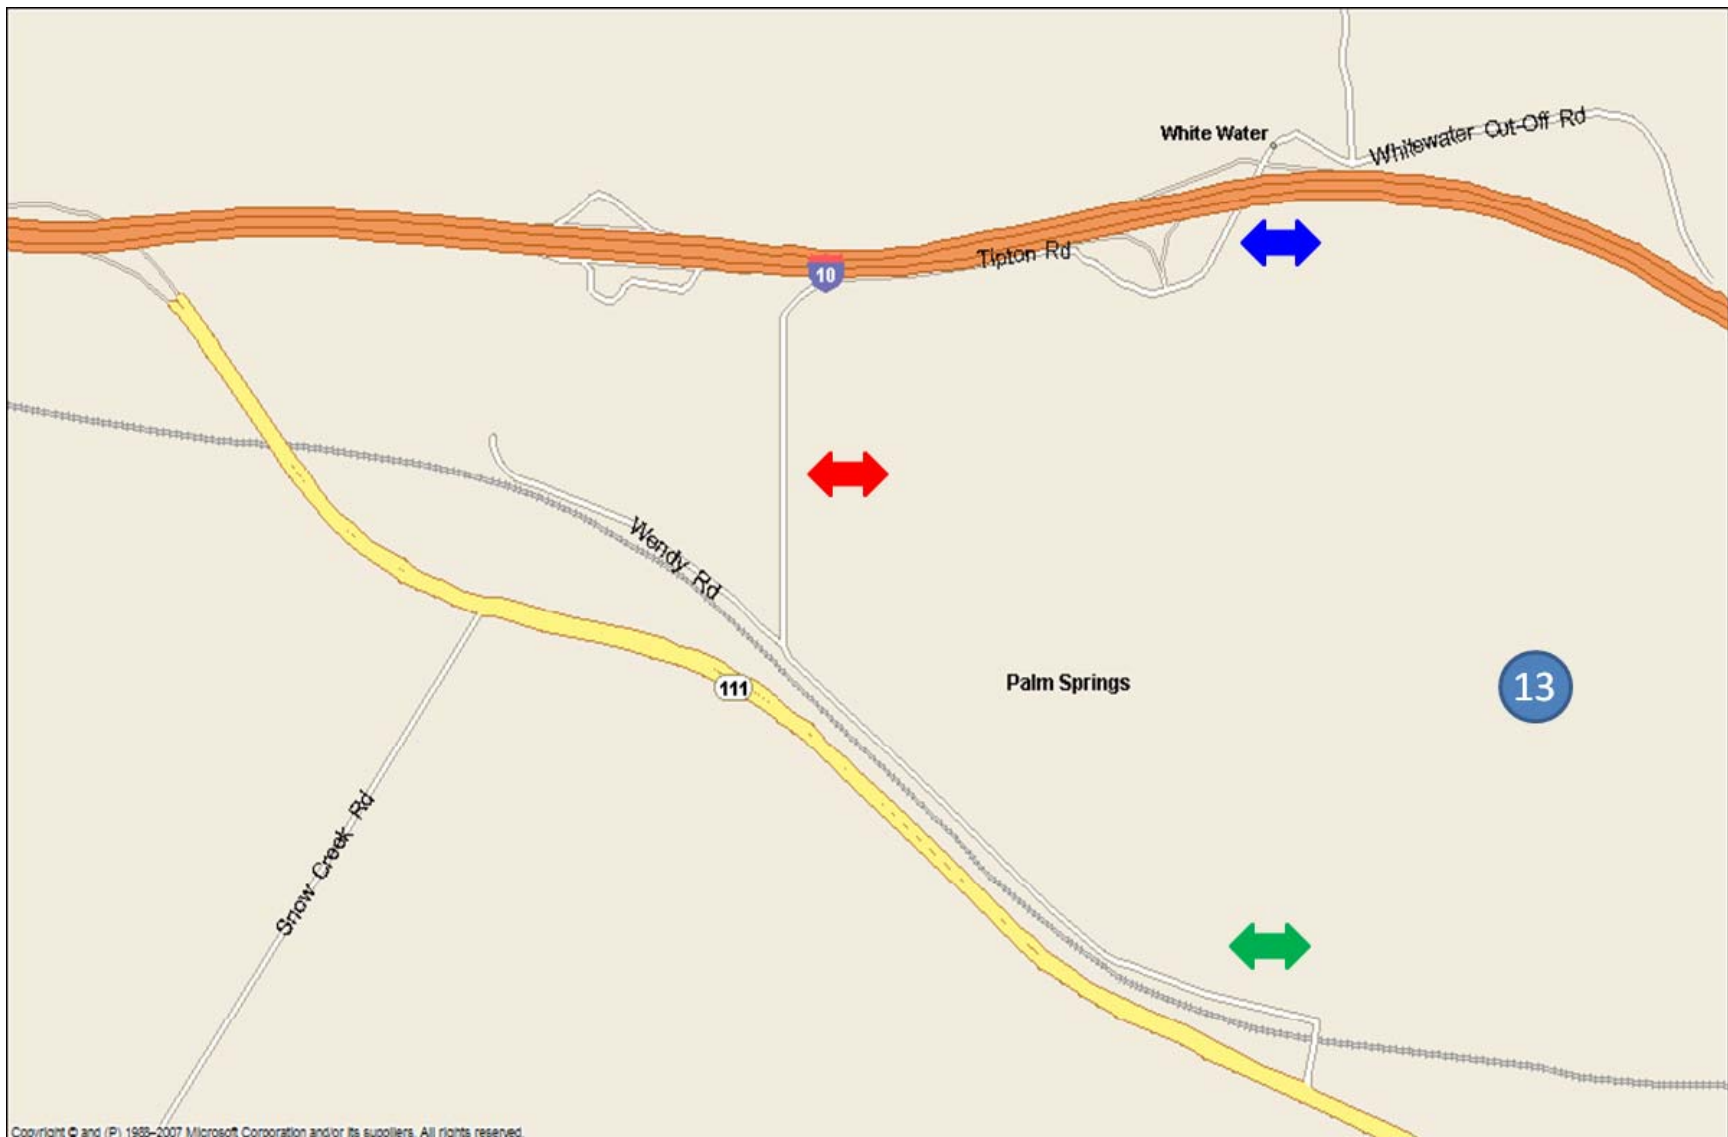 White Water
Whitewater Cut-Off Rd
Tipton Rd
10
Wendy Rd
Palm Springs
13
111
Snow Creek Rd
Copyright © and (P) 1988–2007 Microsoft Corporation and/or its suppliers. All rights reserved.